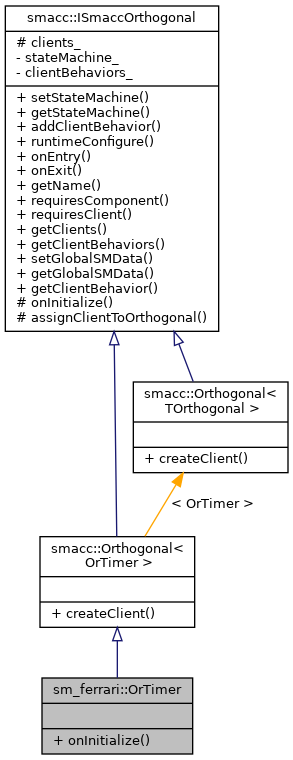 smacc::ISmaccOrthogonal
# clients_
- stateMachine_
- clientBehaviors_
+ setStateMachine()
+ getStateMachine()
+ addClientBehavior()
+ runtimeConfigure()
+ onEntry()
+ onExit()
+ getName()
+ requiresComponent()
+ requiresClient()
+ getClients()
+ getClientBehaviors()
+ setGlobalSMData()
+ getGlobalSMData()
+ getClientBehavior()
# onInitialize()
# assignClientToOrthogonal()
smacc::Orthogonal<
TOrthogonal >
+ createClient()
< OrTimer >
smacc::Orthogonal<
OrTimer >
+ createClient()
sm_ferrari::OrTimer
+ onInitialize()